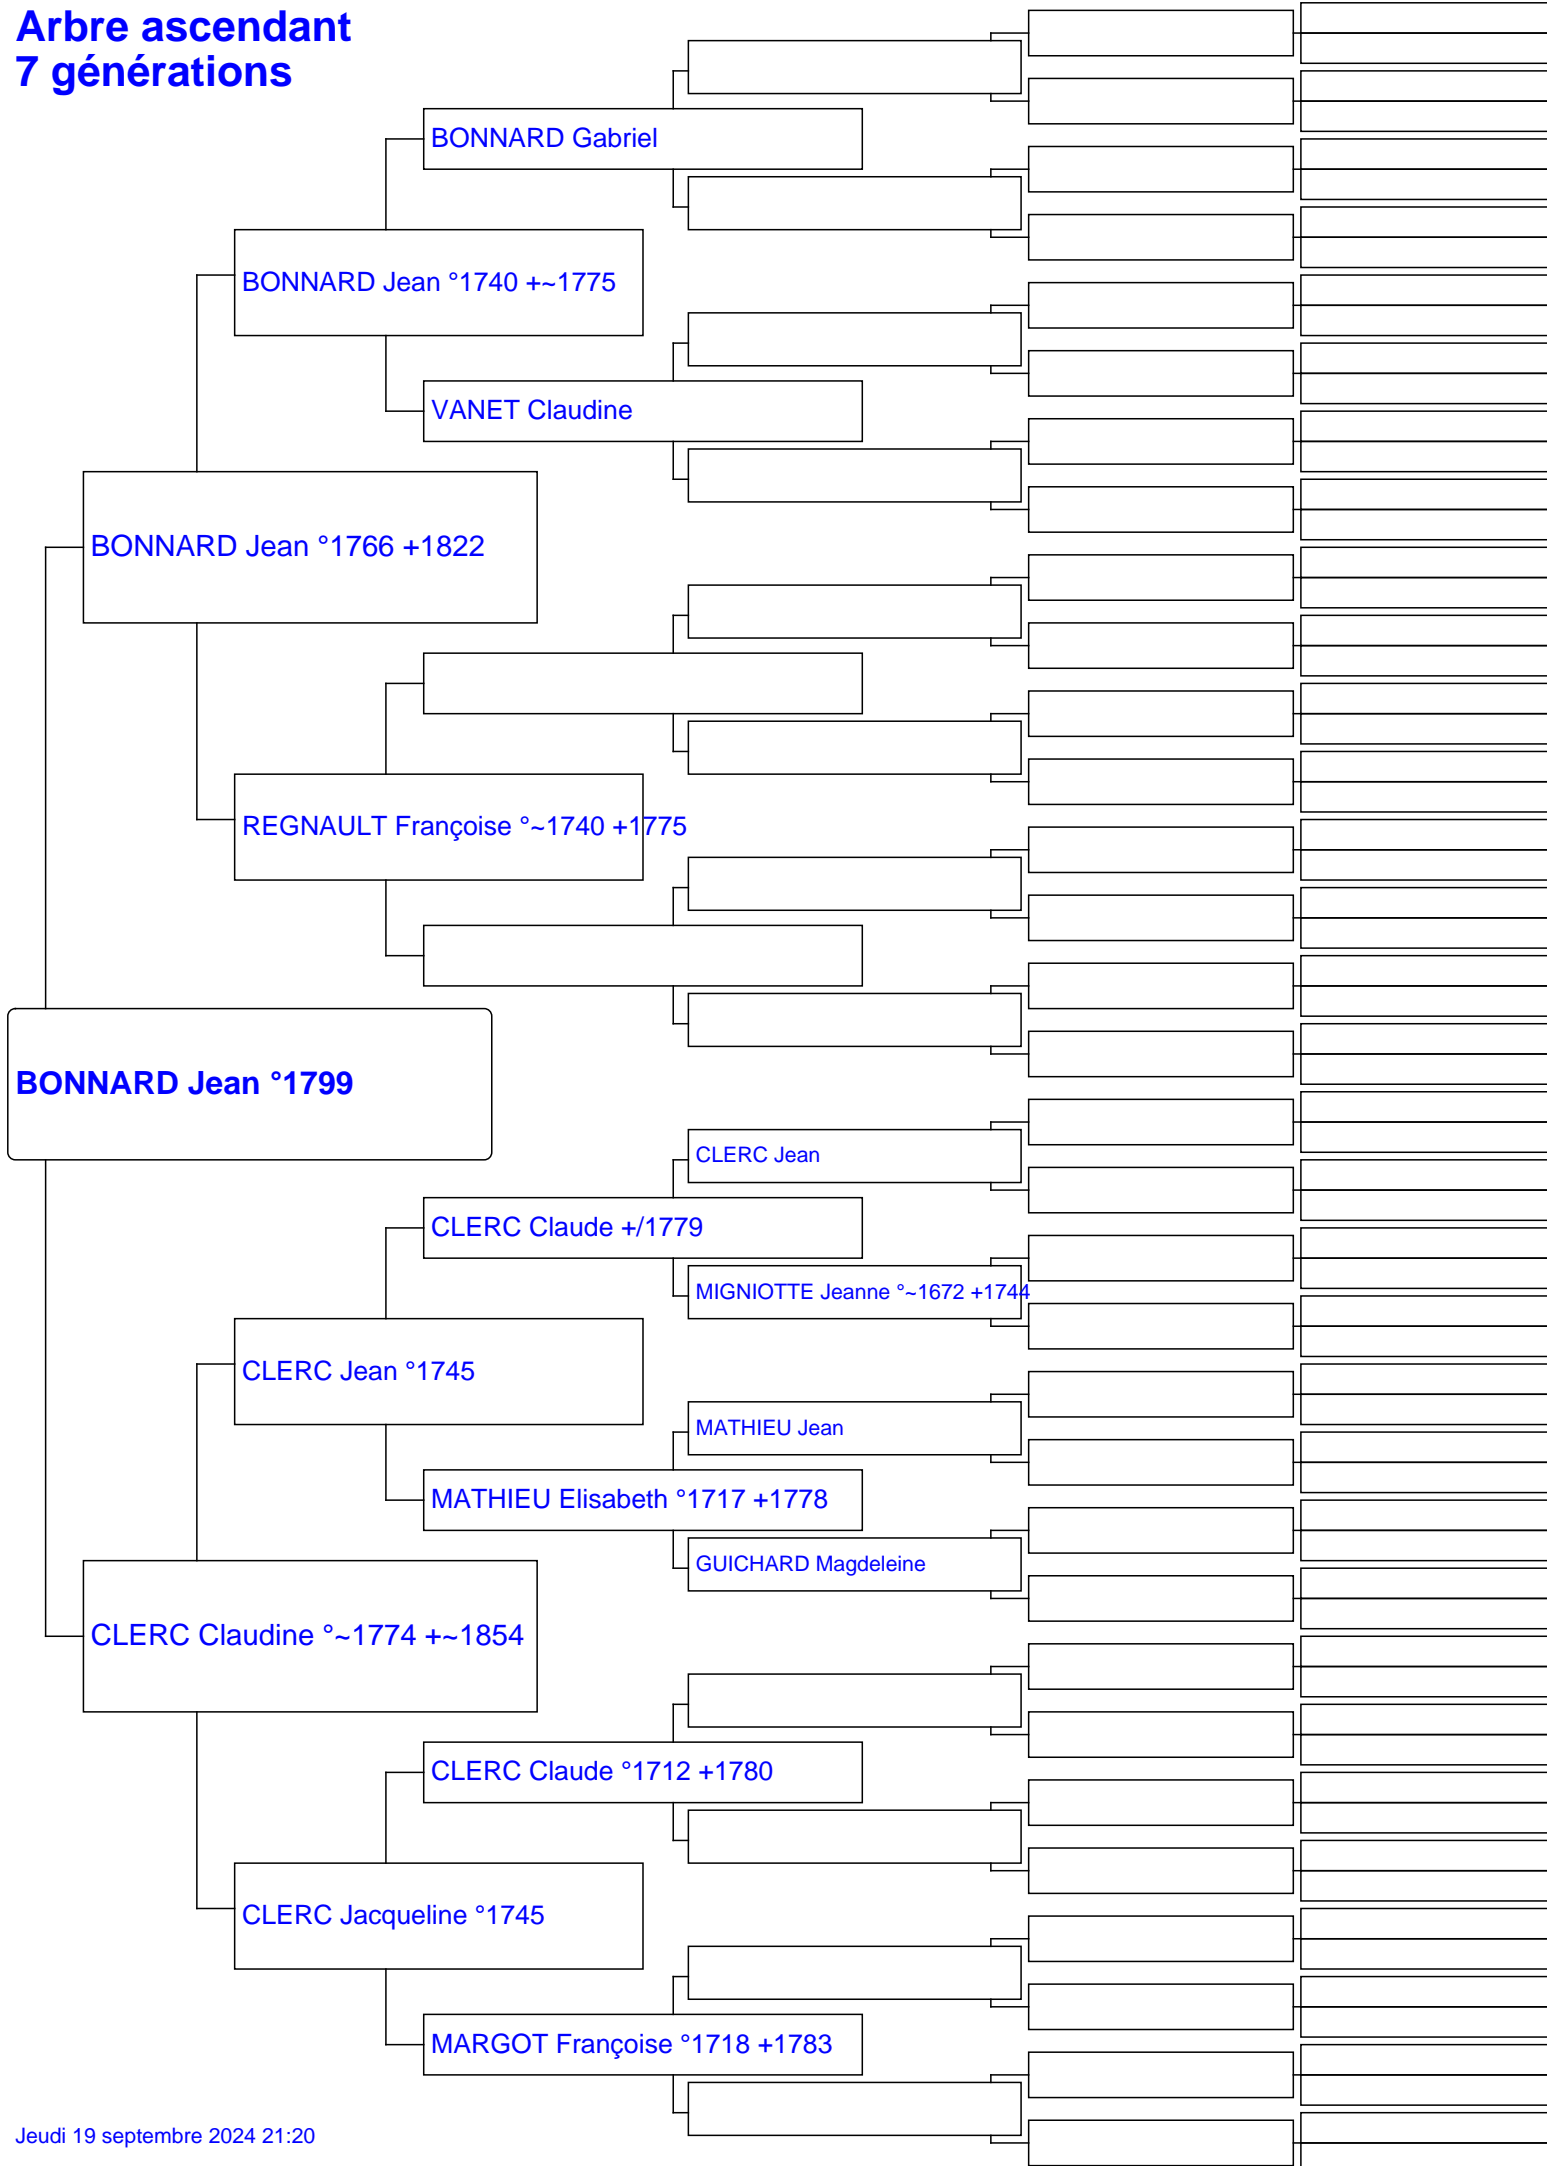 Arbre ascendant
7 générations
BONNARD Gabriel
BONNARD Jean °1740 +~1775
VANET Claudine
BONNARD Jean °1766 +1822
REGNAULT Françoise °~1740 +1775
BONNARD Jean °1799
CLERC Jean
CLERC Claude +/1779
MIGNIOTTE Jeanne °~1672 +1744
CLERC Jean °1745
MATHIEU Jean
MATHIEU Elisabeth °1717 +1778
GUICHARD Magdeleine
CLERC Claudine °~1774 +~1854
CLERC Claude °1712 +1780
CLERC Jacqueline °1745
MARGOT Françoise °1718 +1783
Jeudi 19 septembre 2024 21:20